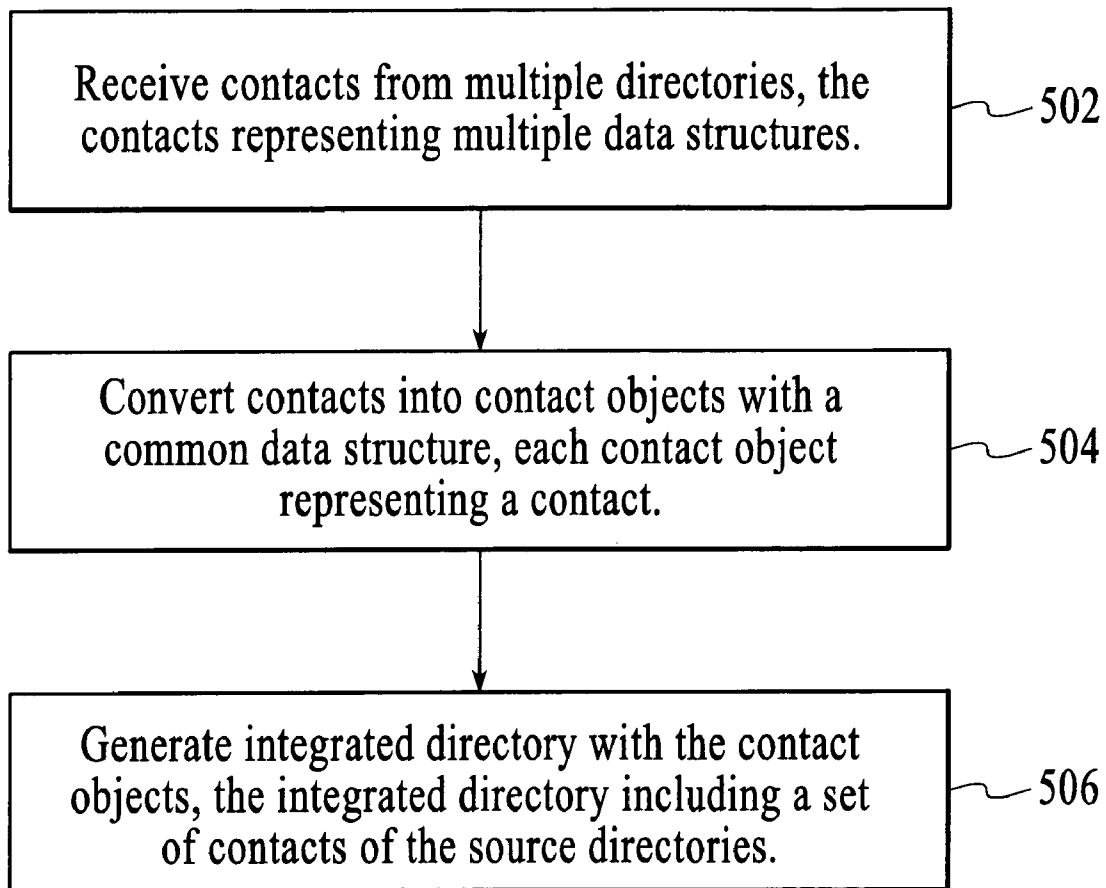 Receive contacts from multiple directories, the
contacts representing multiple data structures.
502
Convert contacts into contact objects with a
common data structure, each contact object
representing a contact.
504
Generate integrated directory with the contact
objects, the integrated directory including a set
of contacts of the source directories.
506